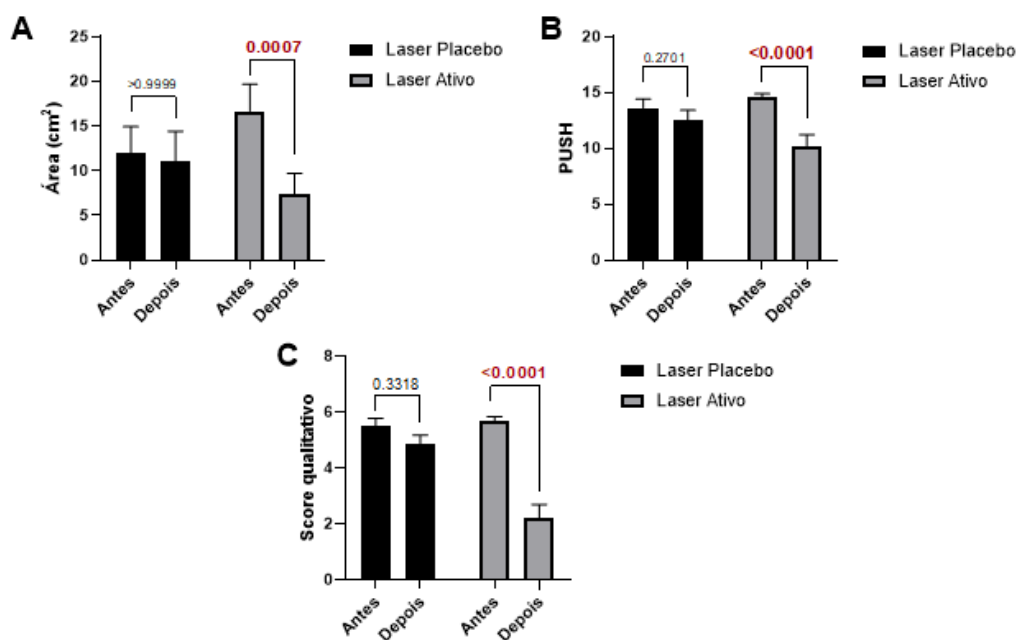 A
Área (cm²)
25
20
15
10
5
0
>0.9999
0.0007
Antes
Depois
Antes
Depois
Laser Placebo
Laser Ativo
B
PUSH
20
15
10
5
0
0.2701
<0.0001
Antes
Depois
Antes
Depois
Laser Placebo
Laser Ativo
C
Score qualitativo
8
6
4
2
0
0.3318
<0.0001
Antes
Depois
Antes
Depois
Laser Placebo
Laser Ativo